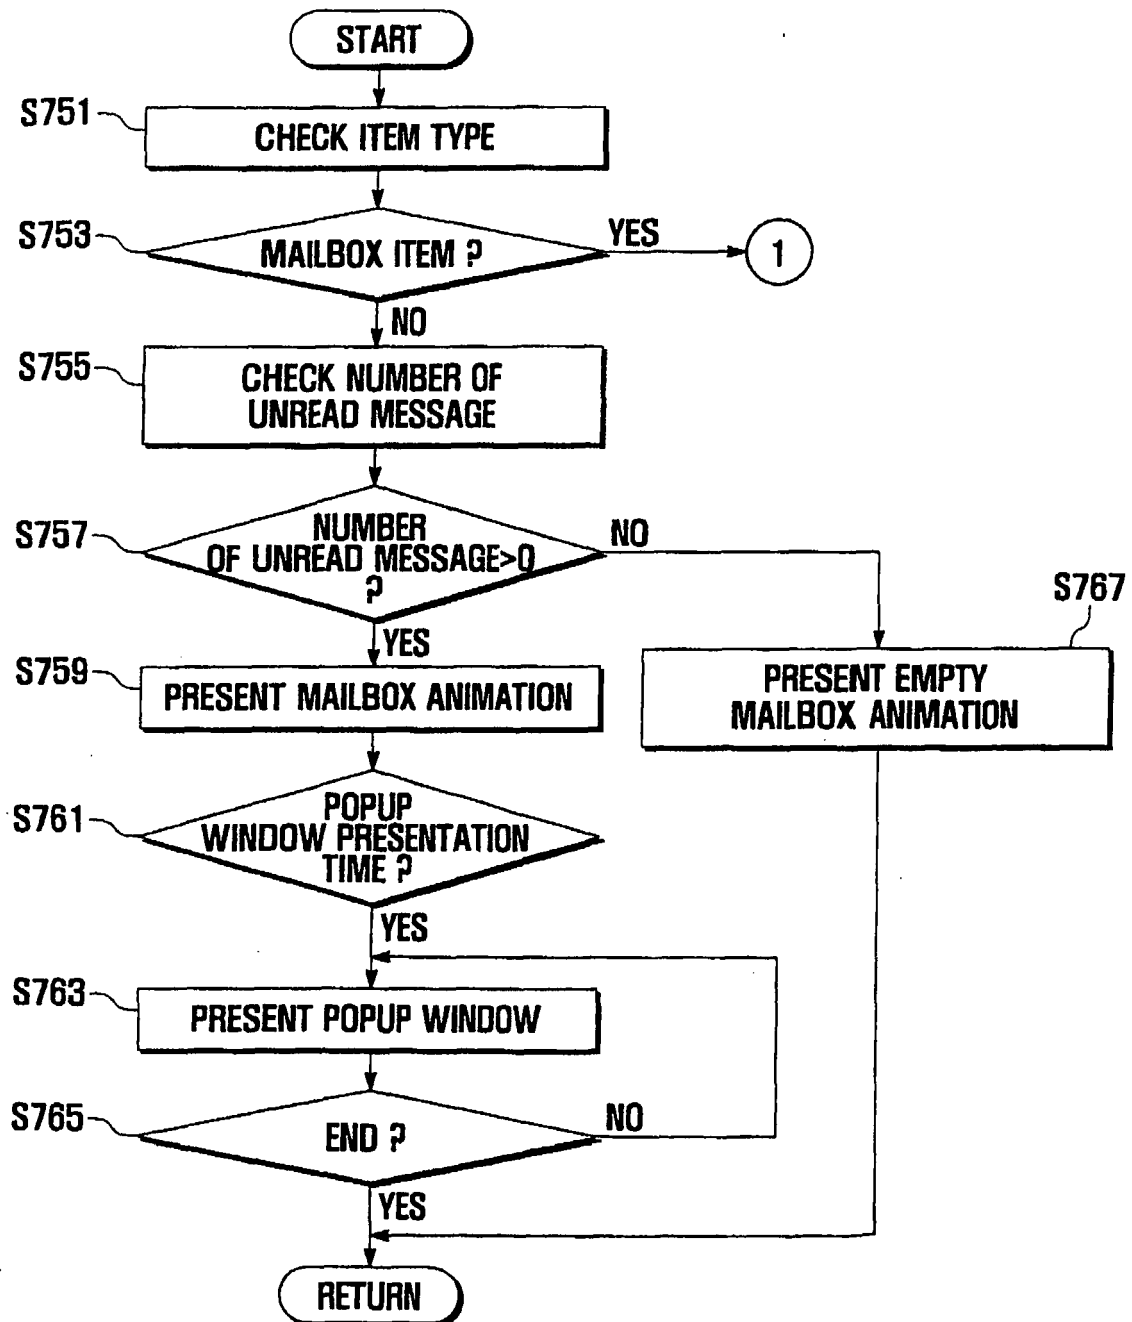 START
S751
CHECK ITEM TYPE
S753
MAILBOX ITEM ?
YES
1
NO
S755
CHECK NUMBER OF
UNREAD MESSAGE
S757
NUMBER
OF UNREAD MESSAGE>0
?
NO
YES
S767
PRESENT EMPTY
MAILBOX ANIMATION
S759
PRESENT MAILBOX ANIMATION
S761
POPUP
WINDOW PRESENTATION
TIME ?
YES
S763
PRESENT POPUP WINDOW
S765
END ?
NO
YES
RETURN